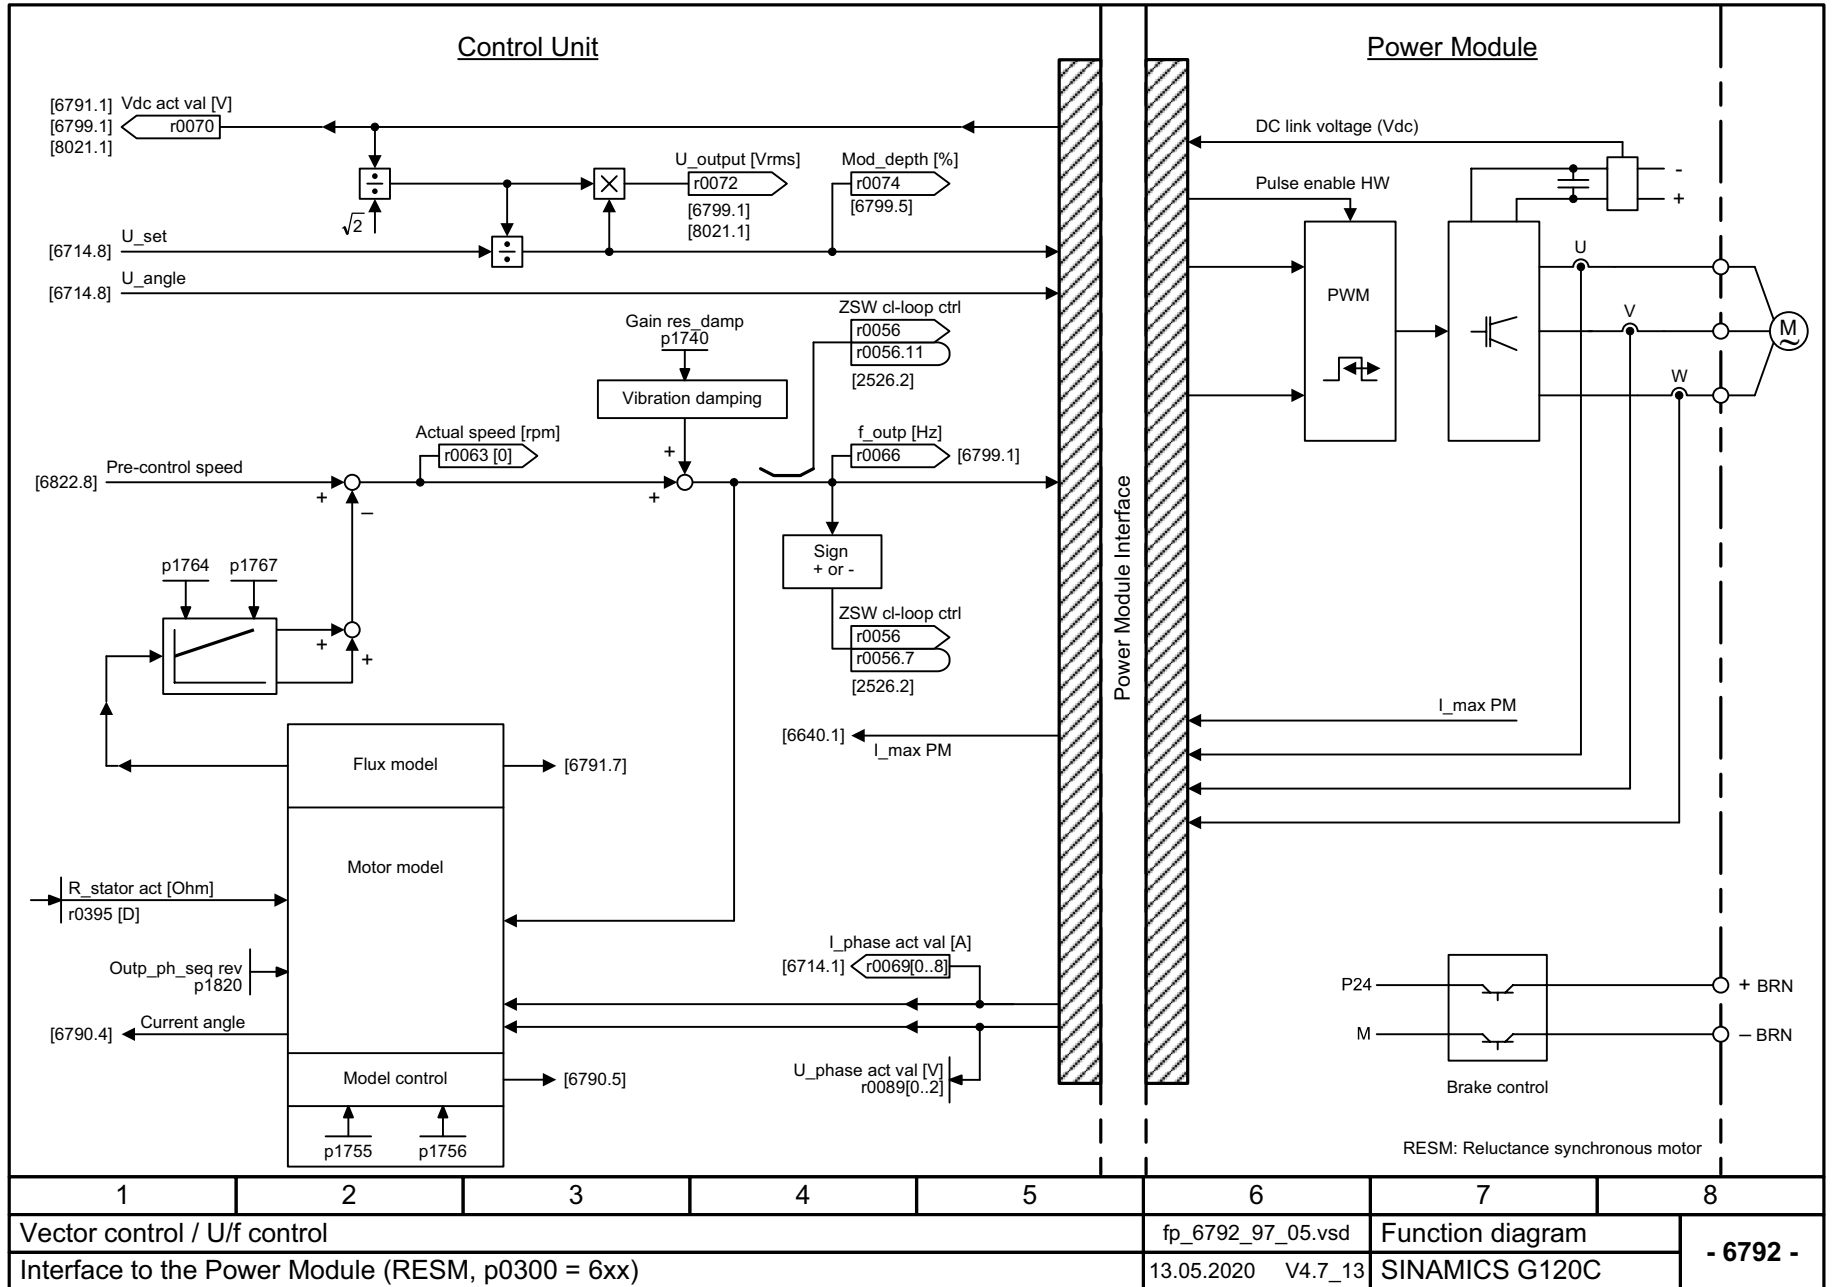 Control Unit
Power Module
[6791.1] Vdc act val [V]
[6799.1] r0070
[8021.1]
DC link voltage (Vdc)
U_output [Vrms]
r0072
[6799.1]
[8021.1]
Mod_depth [%]
r0074
[6799.5]
Pulse enable HW
-
+
÷
×
√2
÷
U_set
[6714.8]
U_angle
[6714.8]
U
V
W
PWM
M
~
ZSW cl-loop ctrl
r0056
r0056.11
[2526.2]
Gain res_damp
p1740
Vibration damping
Actual speed [rpm]
r0063 [0]
f_outp [Hz]
r0066
[6799.1]
Pre-control speed
[6822.8]
+
–
+
+
Sign
+ or -
ZSW cl-loop ctrl
r0056
r0056.7
[2526.2]
p1764
p1767
+
+
Power Module Interface
I_max PM
[6640.1]
I_max PM
Flux model
[6791.7]
Motor model
R_stator act [Ohm]
r0395 [D]
Outp_ph_seq rev
p1820
I_phase act val [A]
[6714.1] r0069[0..8]
[6790.4]
Current angle
Model control
[6790.5]
U_phase act val [V]
r0089[0..2]
p1755
p1756
P24
+ BRN
M
– BRN
Brake control
RESM: Reluctance synchronous motor
1 2 3 4 5 6 7 8
Vector control / U/f control
fp_6792_97_05.vsd
Function diagram
- 6792 -
Interface to the Power Module (RESM, p0300 = 6xx)
13.05.2020 V4.7_13
SINAMICS G120C